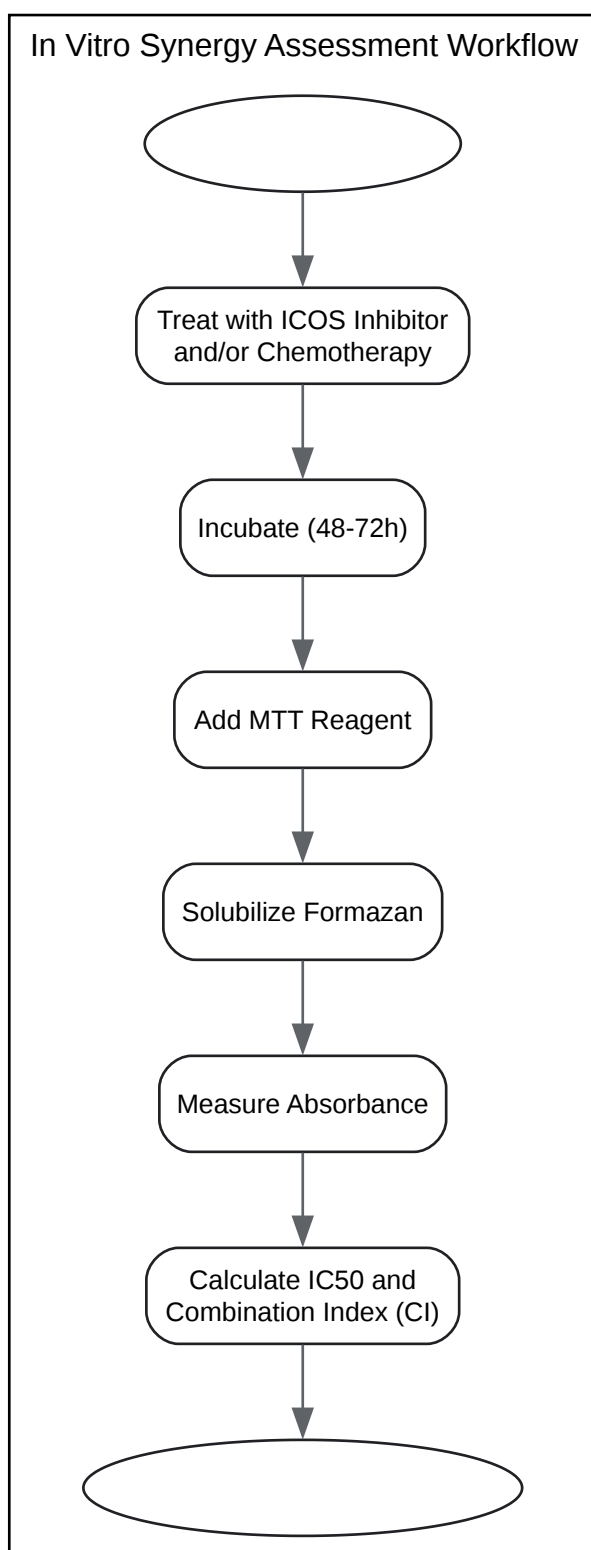 In Vitro Synergy Assessment Workflow
Treat with ICOS Inhibitor
and/or Chemotherapy
Incubate (48-72h)
Add MTT Reagent
Solubilize Formazan
Measure Absorbance
Calculate IC50 and
Combination Index (CI)